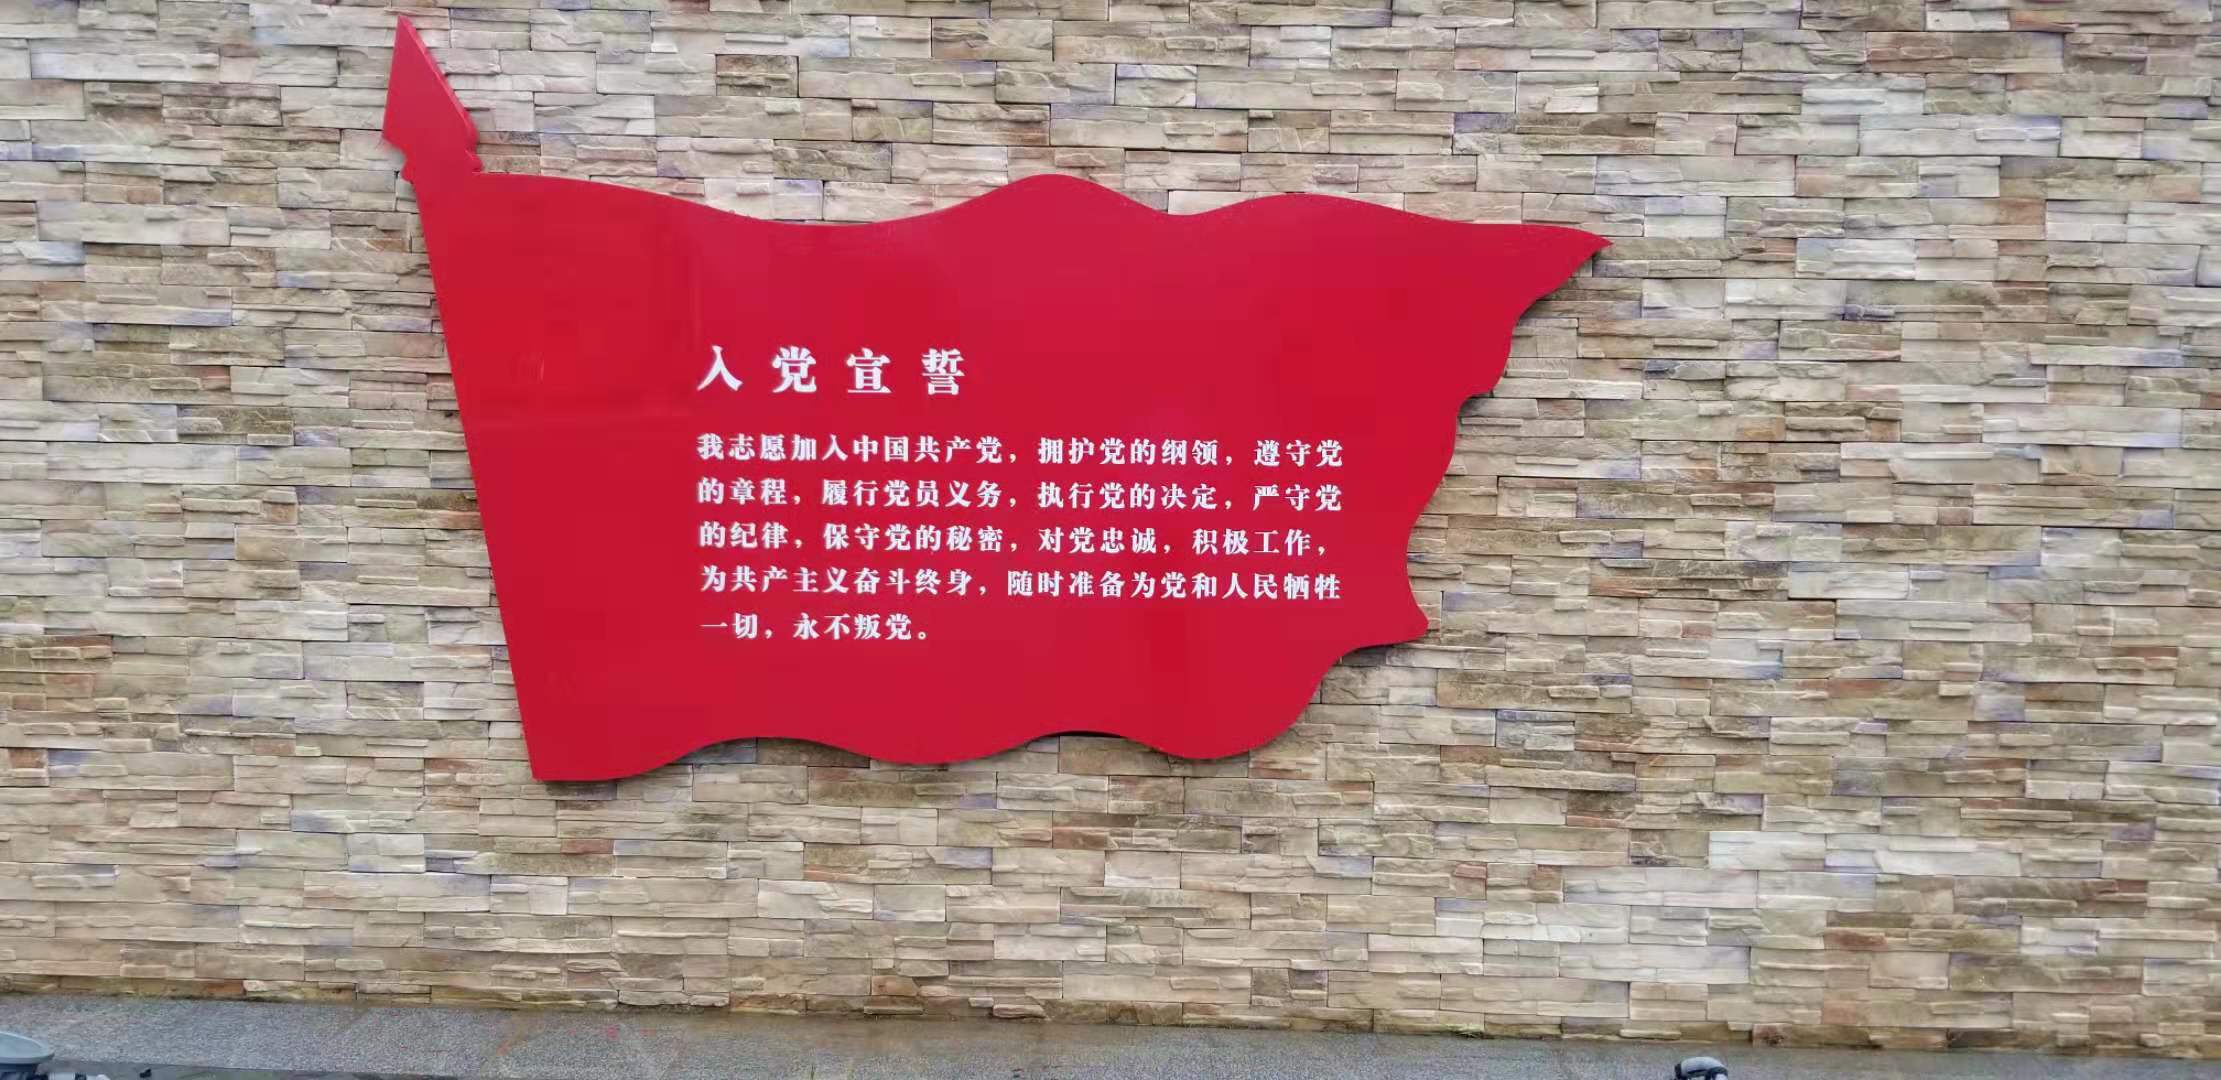 入党宣誓
我志愿加入中国共产党，拥护党的纲领，遵守党
的章程，履行党员义务，执行党的决定，严守党
的纪律，保守党的秘密，对党忠诚，积极工作，
为共产主义奋斗终身，随时准备为党和人民牺牲
一切，永不叛党。